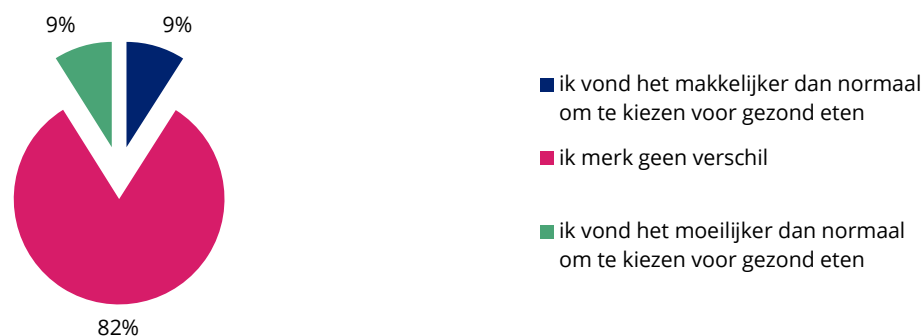 9%
9%
82%
ik vond het makkelijker dan normaal
om te kiezen voor gezond eten
ik merk geen verschil
ik vond het moeilijker dan normaal
om te kiezen voor gezond eten